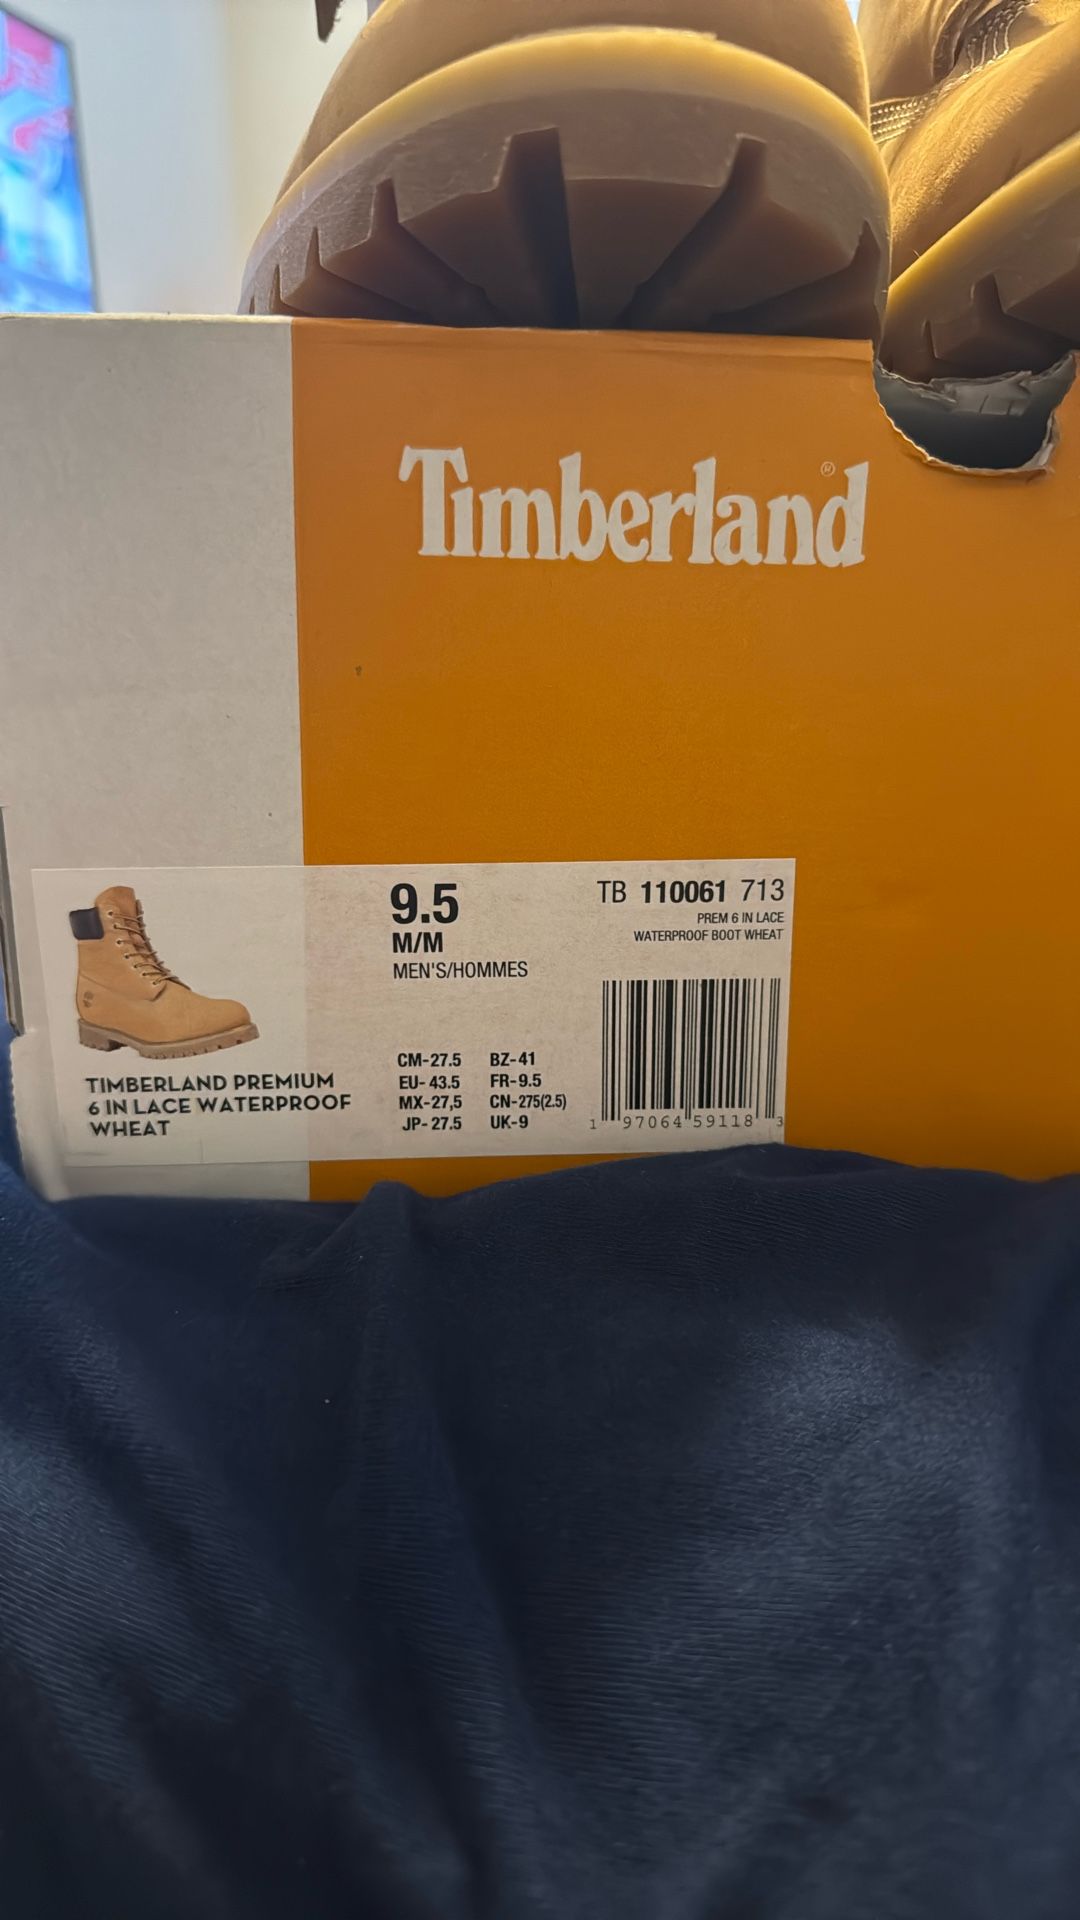 Timberland®
TIMBERLAND PREMIUM
6 IN LACE WATERPROOF
WHEAT
9.5
M/M
MEN'S/HOMMES
CM-27.5 BZ-41
EU-43.5 FR-9.5
MX-27,5 CN-275(2.5)
JP-27.5 UK-9
TB 110061 713
PREM 6 IN LACE
WATERPROOF BOOT WHEAT
1 97064 59118 3